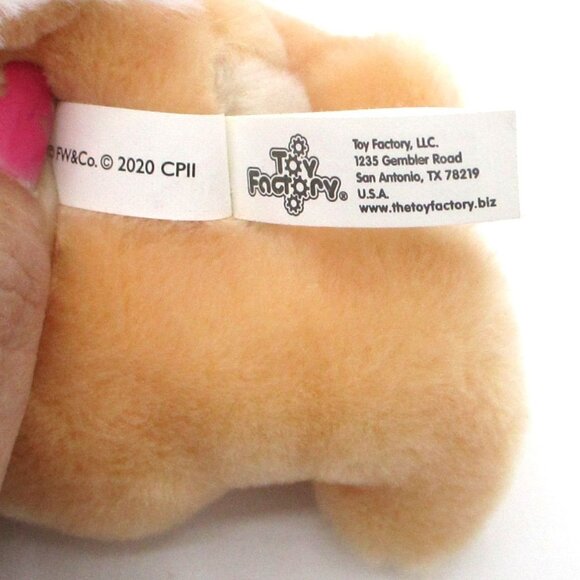 FW&Co. © 2020 CPII
Toy
Factory®
Toy Factory, LLC.
1235 Gembler Road
San Antonio, TX 78219
U.S.A.
www.thetoyfactory.biz